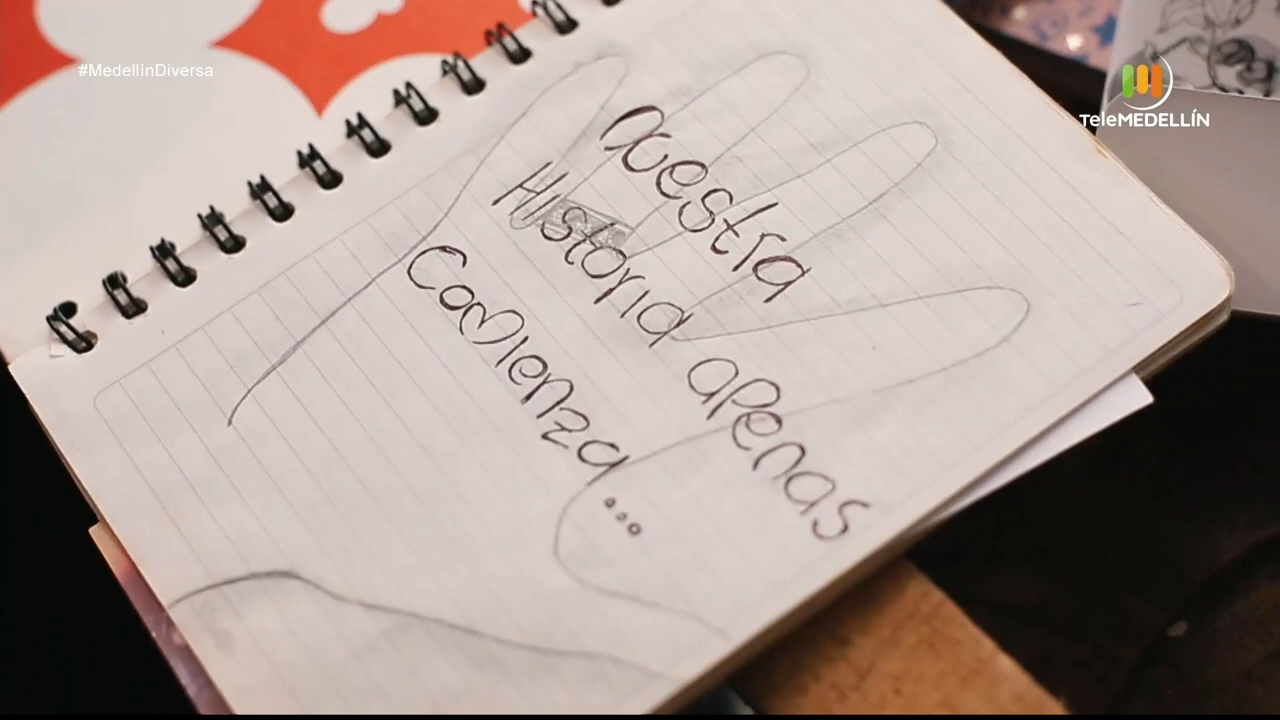 #MedellínDiversa
TeleMEDELLÍN
Nuestra
Historia apenas
Comienza...